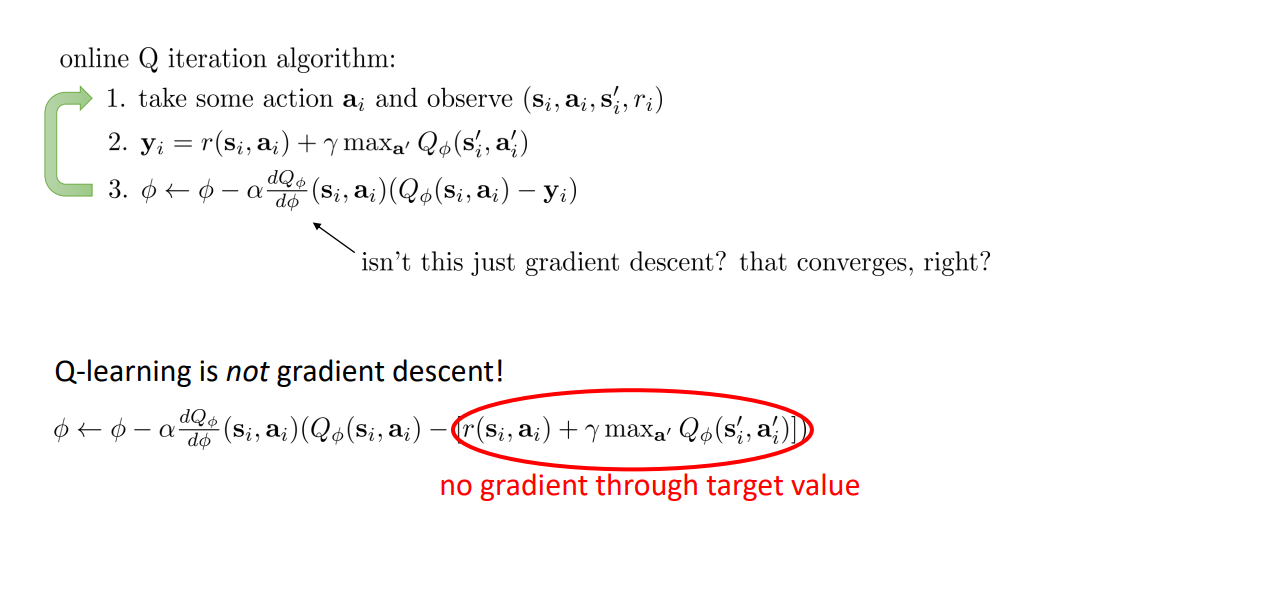 online Q iteration algorithm:
1. take some action $\mathbf{a}_i$ and observe $(\mathbf{s}_i, \mathbf{a}_i, \mathbf{s}_i', r_i)$
2. $\mathbf{y}_i = r(\mathbf{s}_i, \mathbf{a}_i) + \gamma \max_{\mathbf{a}'} Q_\phi(\mathbf{s}_i', \mathbf{a}_i')$
3. $\phi \leftarrow \phi - \alpha \frac{dQ_\phi}{d\phi}(\mathbf{s}_i, \mathbf{a}_i)(Q_\phi(\mathbf{s}_i, \mathbf{a}_i) - \mathbf{y}_i)$
isn't this just gradient descent? that converges, right?
Q-learning is not gradient descent!
$\phi \leftarrow \phi - \alpha \frac{dQ_\phi}{d\phi}(\mathbf{s}_i, \mathbf{a}_i)(Q_\phi(\mathbf{s}_i, \mathbf{a}_i) - [r(\mathbf{s}_i, \mathbf{a}_i) + \gamma \max_{\mathbf{a}'} Q_\phi(\mathbf{s}_i', \mathbf{a}_i')])$
no gradient through target value